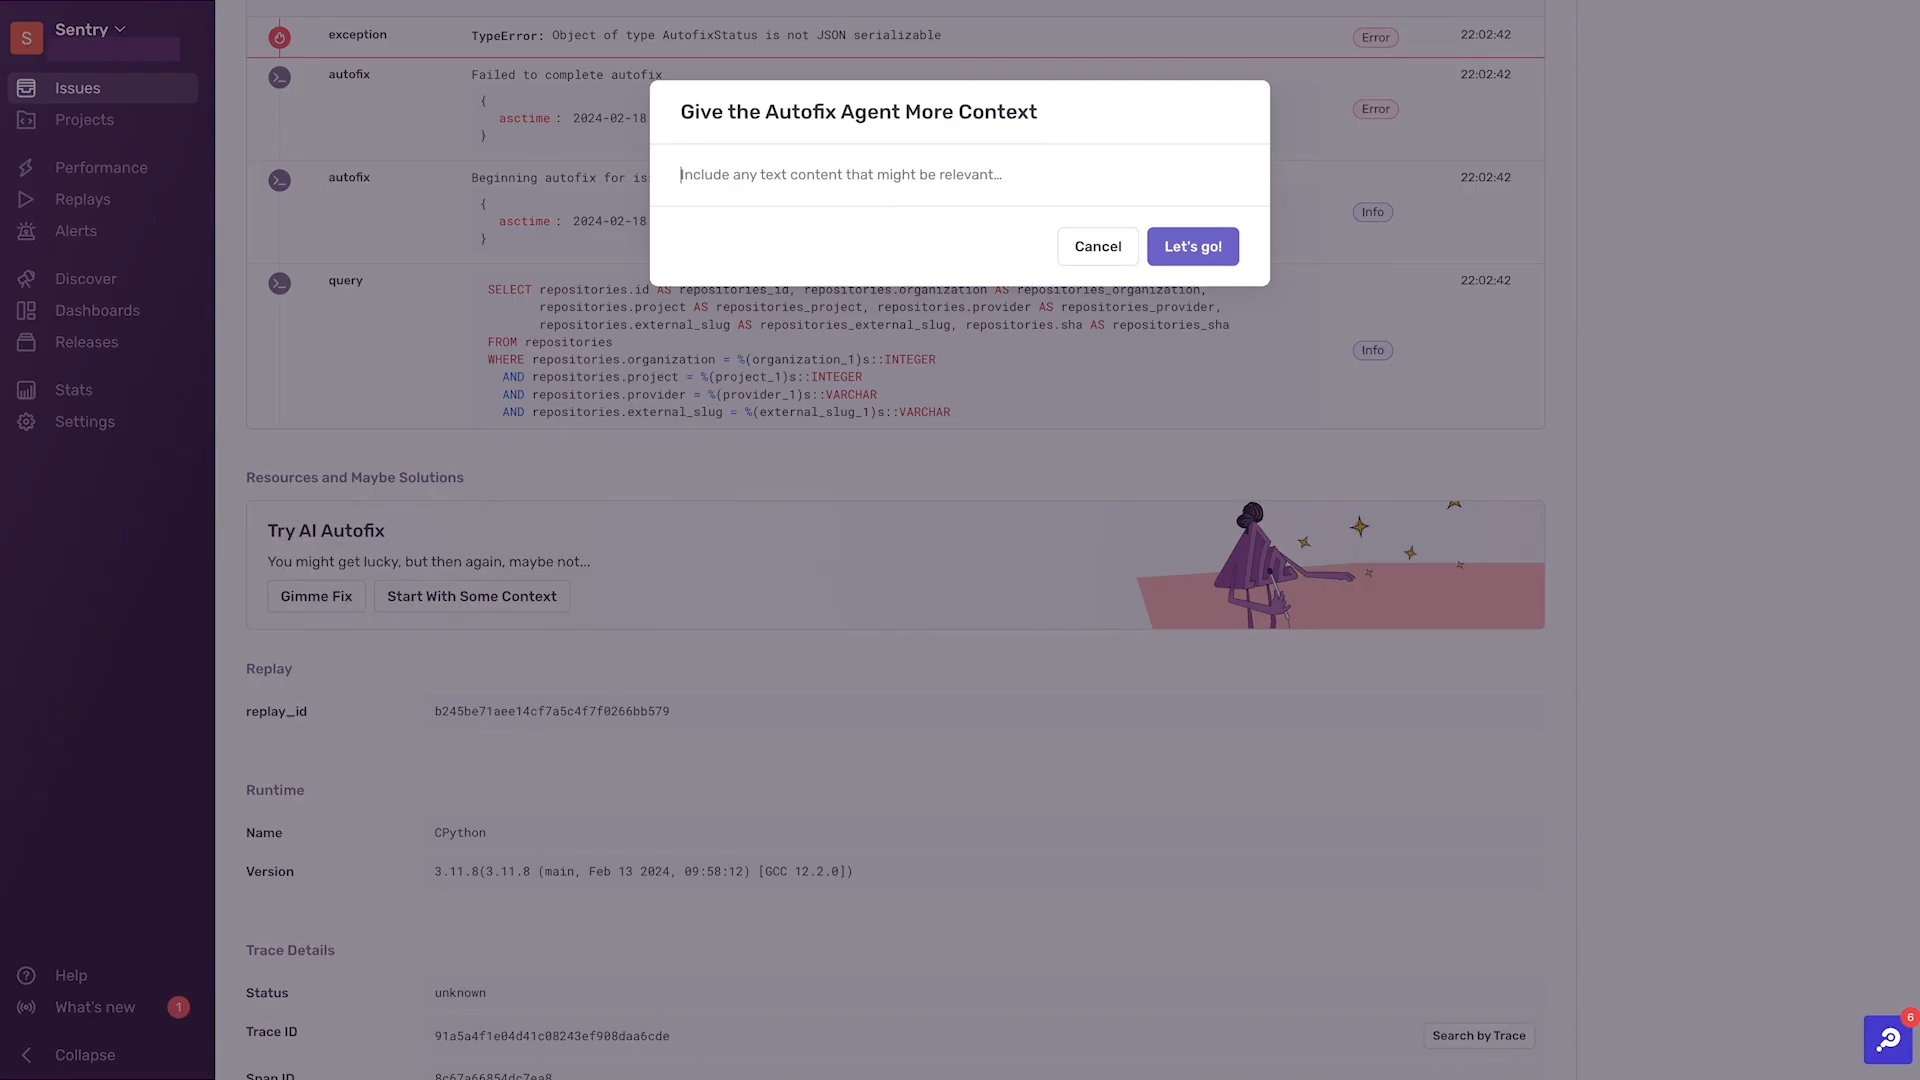 S
Sentry
Issues
Projects
Performance
Replays
Alerts
Discover
Dashboards
Releases
Stats
Settings
Help
What's new
1
Collapse
exception
TypeError: Object of type AutofixStatus is not JSON serializable
Error
22:02:42
autofix
Failed to complete autofix
{
asctime : 2024-02-18
}
Error
22:02:42
autofix
Beginning autofix for is
{
asctime : 2024-02-18
}
Info
22:02:42
query
SELECT repositories.id AS repositories_id, repositories.organization AS repositories_organization,
repositories.project AS repositories_project, repositories.provider AS repositories_provider,
repositories.external_slug AS repositories_external_slug, repositories.sha AS repositories_sha
FROM repositories
WHERE repositories.organization = %(organization_1)s::INTEGER
AND repositories.project = %(project_1)s::INTEGER
AND repositories.provider = %(provider_1)s::VARCHAR
AND repositories.external_slug = %(external_slug_1)s::VARCHAR
Info
22:02:42
Give the Autofix Agent More Context
Include any text content that might be relevant...
Cancel
Let's go!
Resources and Maybe Solutions
Try AI Autofix
You might get lucky, but then again, maybe not...
Gimme Fix
Start With Some Context
Replay
replay_id
b245be71aee14cf7a5c4f7f0266bb579
Runtime
Name
CPython
Version
3.11.8(3.11.8 (main, Feb 13 2024, 09:58:12) [GCC 12.2.0])
Trace Details
Status
unknown
Trace ID
91a5a4f1e04d41c08243ef908daa6cde
Search by Trace
Span ID
8c67a66854dc7ea8
6